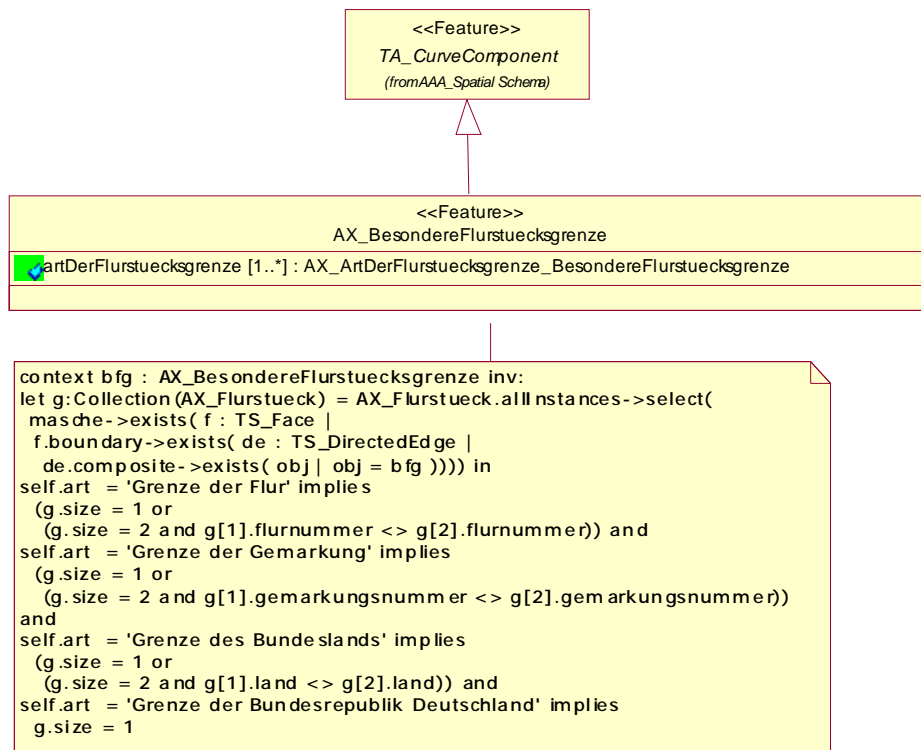 <<Feature>>
TA_CurveComponent
(from AAA_Spatial Schema)
<<Feature>>
AX_BesondereFlurstuecksgrenze
artDerFlurstuecksgrenze [1..*] : AX_ArtDerFlurstuecksgrenze_BesondereFlurstuecksgrenze
context bfg : AX_BesondereFlurstuecksgrenze inv:
let g:Collection(AX_Flurstueck) = AX_Flurstueck.allInstances->select(
masche->exists( f : TS_Face |
f.boundary->exists( de : TS_DirectedEdge |
de.composite->exists( obj | obj = bfg )))) in
self.art = 'Grenze der Flur' implies
(g.size = 1 or
(g.size = 2 and g[1].flurnummer <> g[2].flurnummer)) and
self.art = 'Grenze der Gemarkung' implies
(g.size = 1 or
(g.size = 2 and g[1].gemarkungsnummer <> g[2].gemarkungsnummer))
and
self.art = 'Grenze des Bundeslands' implies
(g.size = 1 or
(g.size = 2 and g[1].land <> g[2].land)) and
self.art = 'Grenze der Bundesrepublik Deutschland' implies
g.size = 1